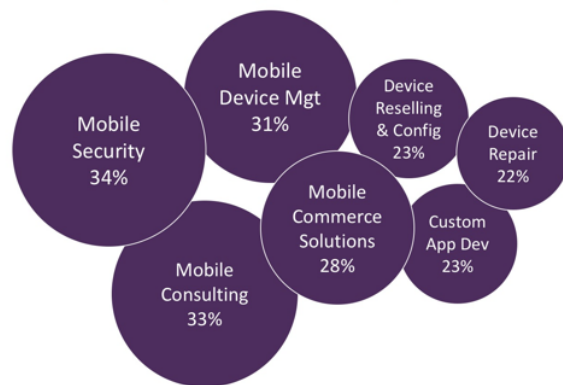 Mobile
Security
34%
Mobile
Device Mgt
31%
Device
Reselling
& Config
23%
Device
Repair
22%
Mobile
Commerce
Solutions
28%
Custom
App Dev
23%
Mobile
Consulting
33%